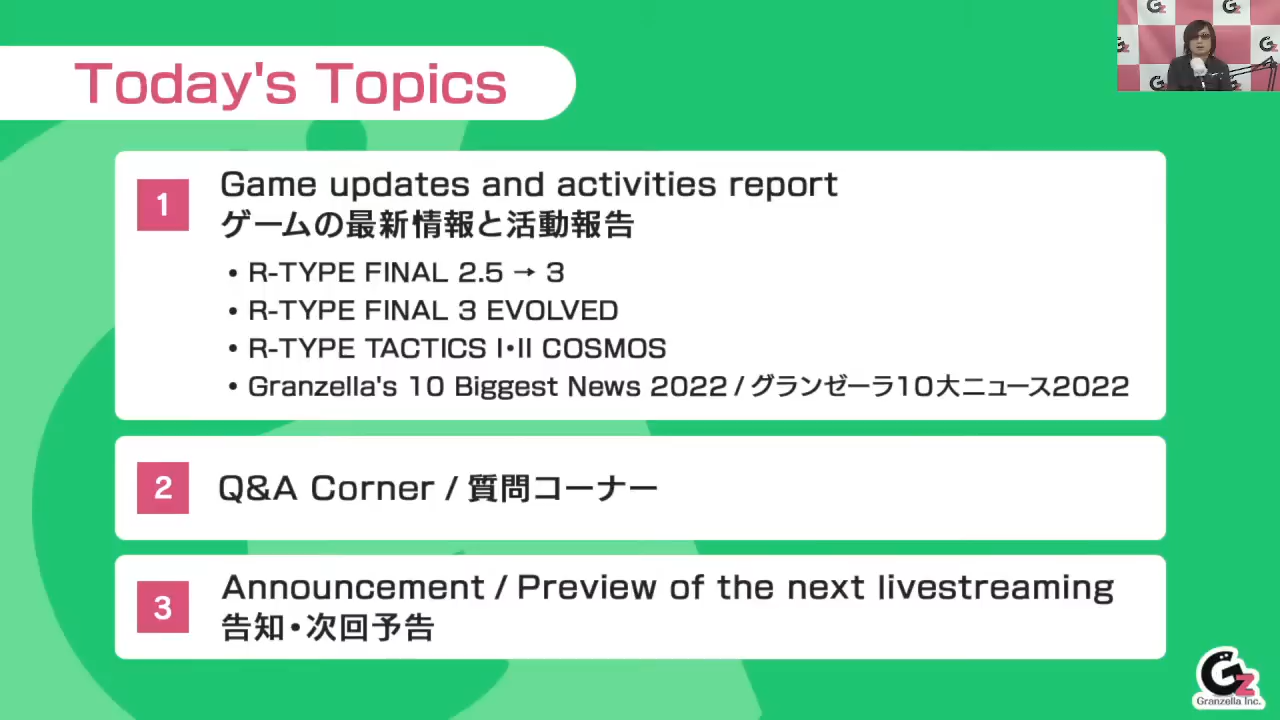 Today's Topics
1
Game updates and activities report
ゲームの最新情報と活動報告
• R-TYPE FINAL 2.5 → 3
• R-TYPE FINAL 3 EVOLVED
• R-TYPE TACTICS I・II COSMOS
• Granzella's 10 Biggest News 2022 / グランゼーラ10大ニュース2022
2
Q&A Corner / 質問コーナー
3
Announcement / Preview of the next livestreaming
告知・次回予告
Gz
Granzella Inc.